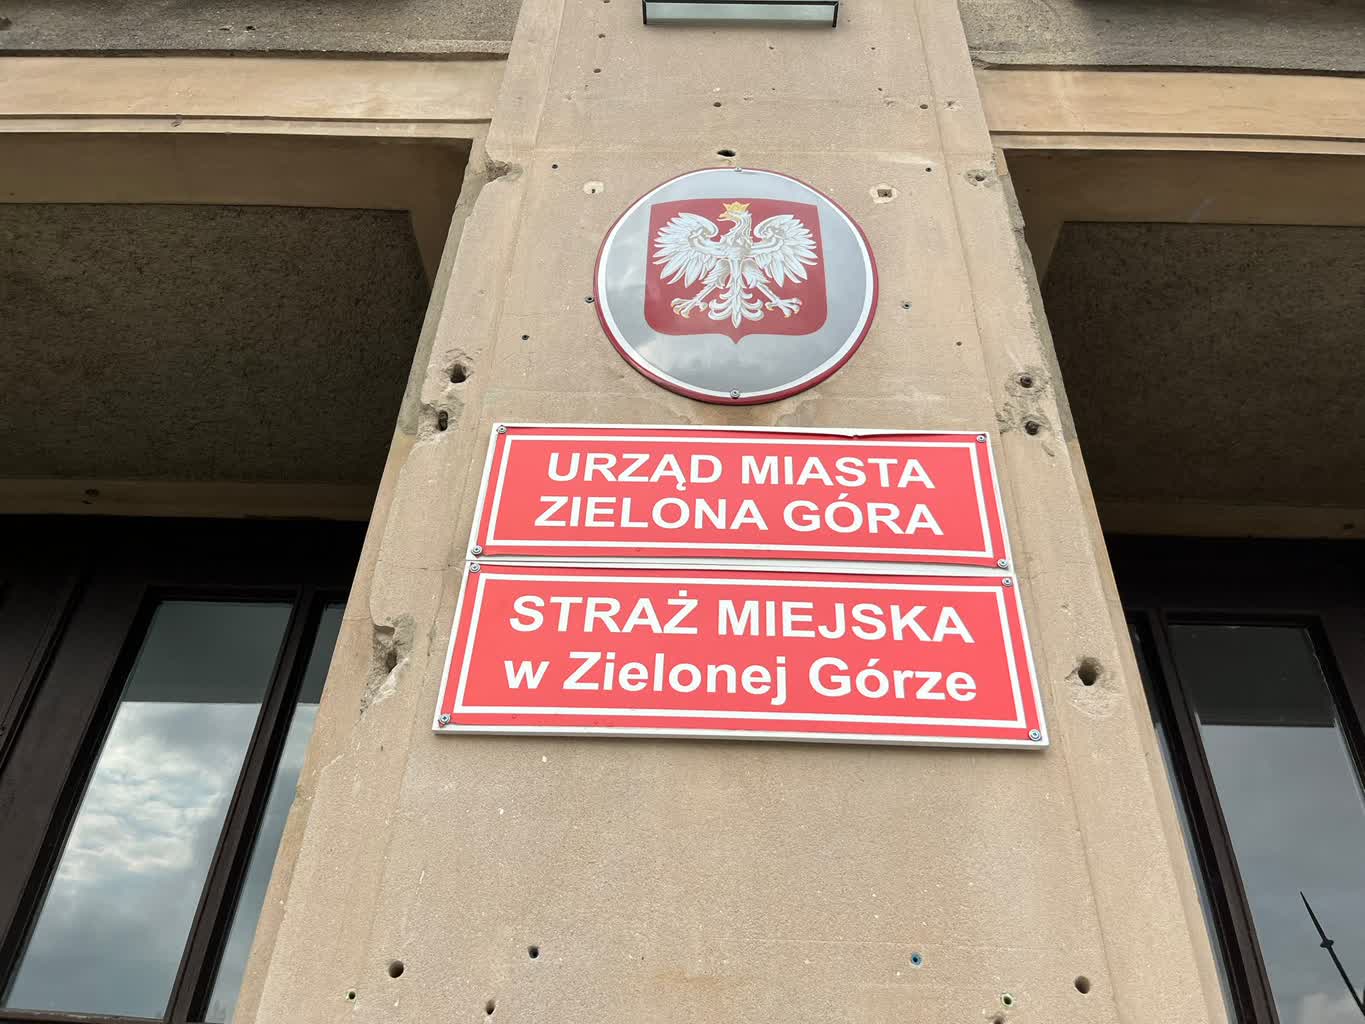 URZĄD MIASTA
ZIELONA GÓRA
STRAŻ MIEJSKA
w Zielonej Górze